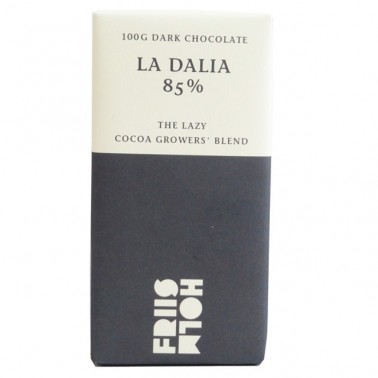 100G DARK CHOCOLATE
LA DALIA
85%
THE LAZY
COCOA GROWERS' BLEND
FRIIS
HOLM